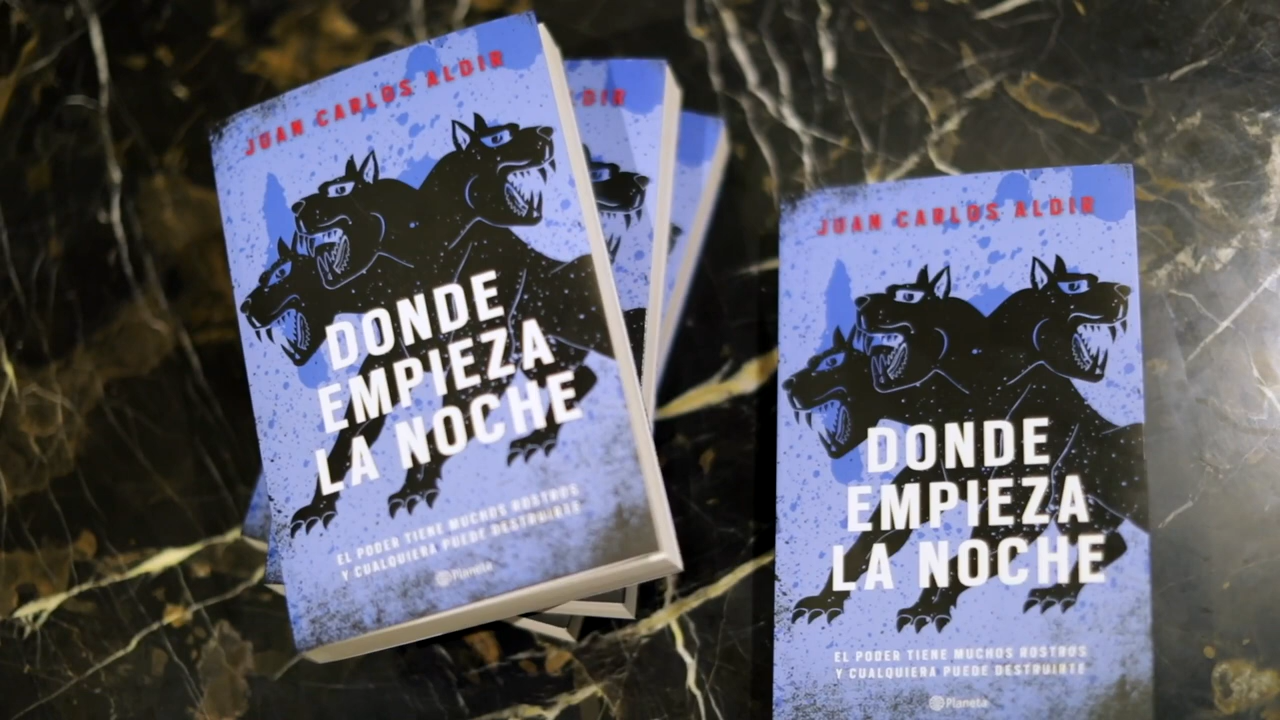 JUAN CARLOS ALDIR
DONDE
EMPIEZA
LA NOCHE
EL PODER TIENE MUCHOS ROSTROS
Y CUALQUIERA PUEDE DESTRUIRTE
Planeta
DIR
JUAN CARLOS ALDIR
DONDE
EMPIEZA
LA NOCHE
EL PODER TIENE MUCHOS ROSTROS
Y CUALQUIERA PUEDE DESTRUIRTE
Planeta